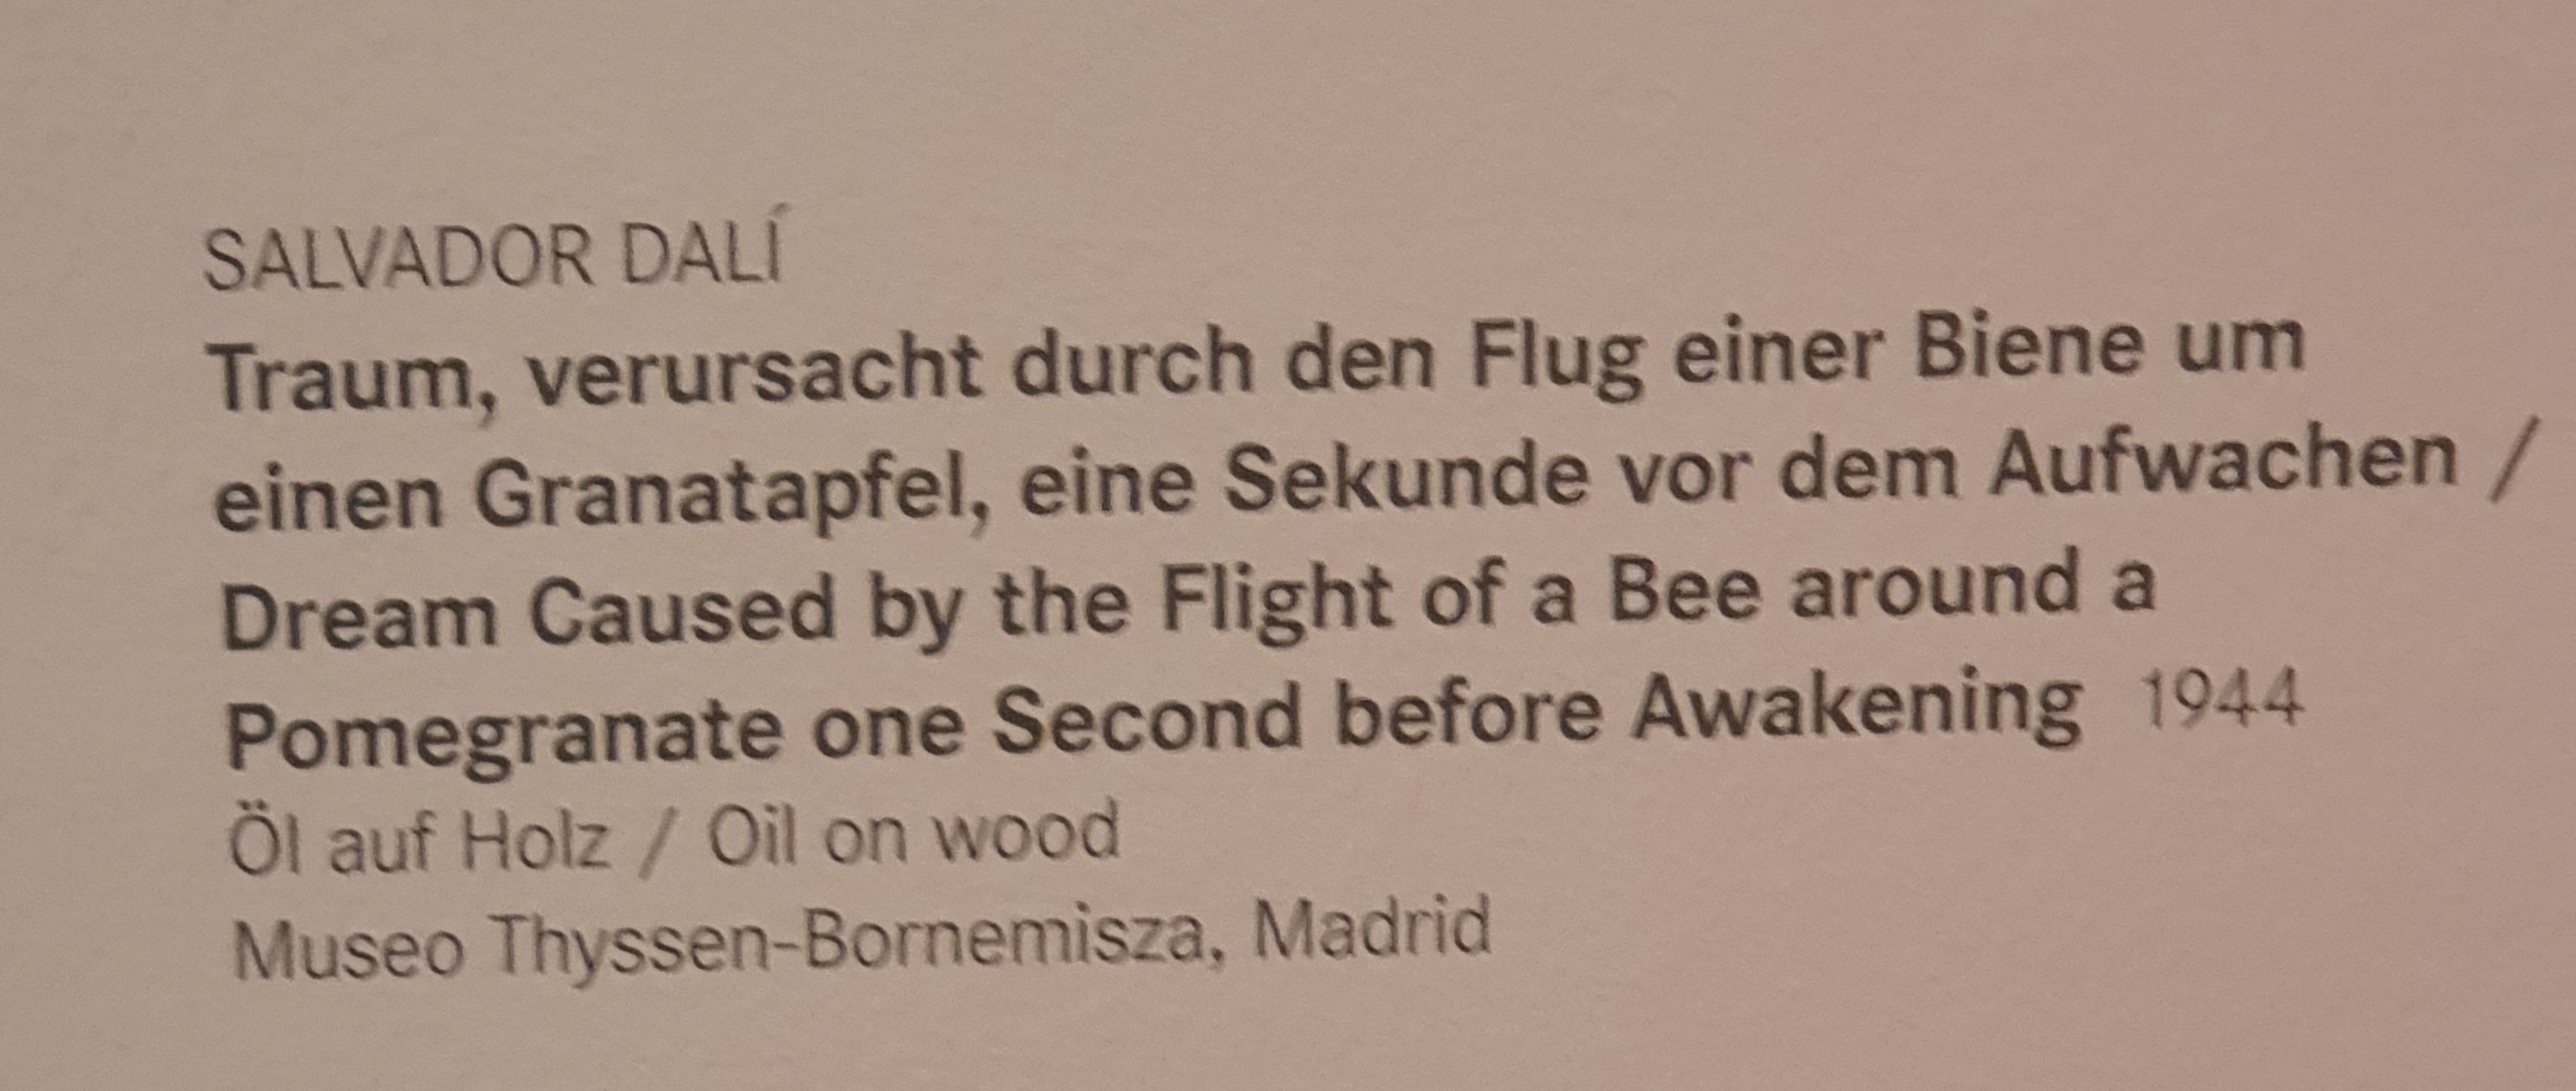 SALVADOR DALÍ
Traum, verursacht durch den Flug einer Biene um
einen Granatapfel, eine Sekunde vor dem Aufwachen /
Dream Caused by the Flight of a Bee around a
Pomegranate one Second before Awakening 1944
Öl auf Holz / Oil on wood
Museo Thyssen-Bornemisza, Madrid